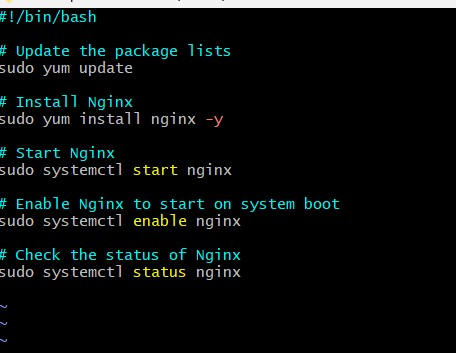 #!/bin/bash
# Update the package lists
sudo yum update
# Install Nginx
sudo yum install nginx -y
# Start Nginx
sudo systemctl start nginx
# Enable Nginx to start on system boot
sudo systemctl enable nginx
# Check the status of Nginx
sudo systemctl status nginx
~
~
~